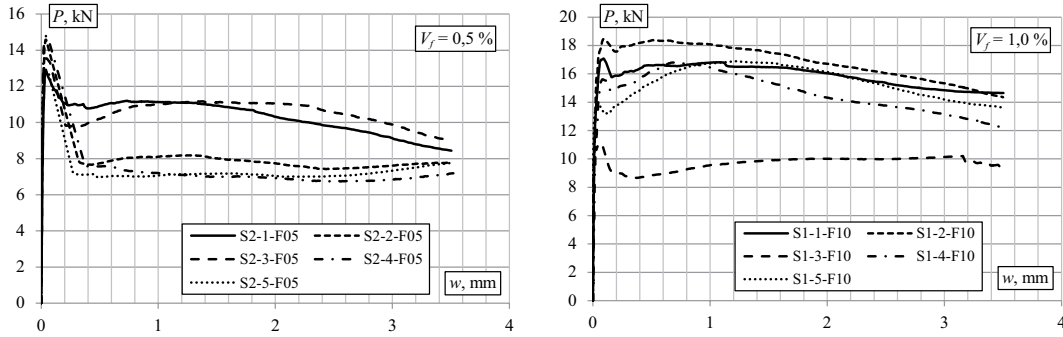 P, kN
V_f = 0,5 %
16
14
12
10
8
6
4
2
0
S2-1-F05
S2-2-F05
S2-3-F05
S2-4-F05
S2-5-F05
w, mm
0
1
2
3
4
P, kN
V_f = 1,0 %
20
18
16
14
12
10
8
6
4
2
0
S1-1-F10
S1-2-F10
S1-3-F10
S1-4-F10
S1-5-F10
w, mm
0
1
2
3
4